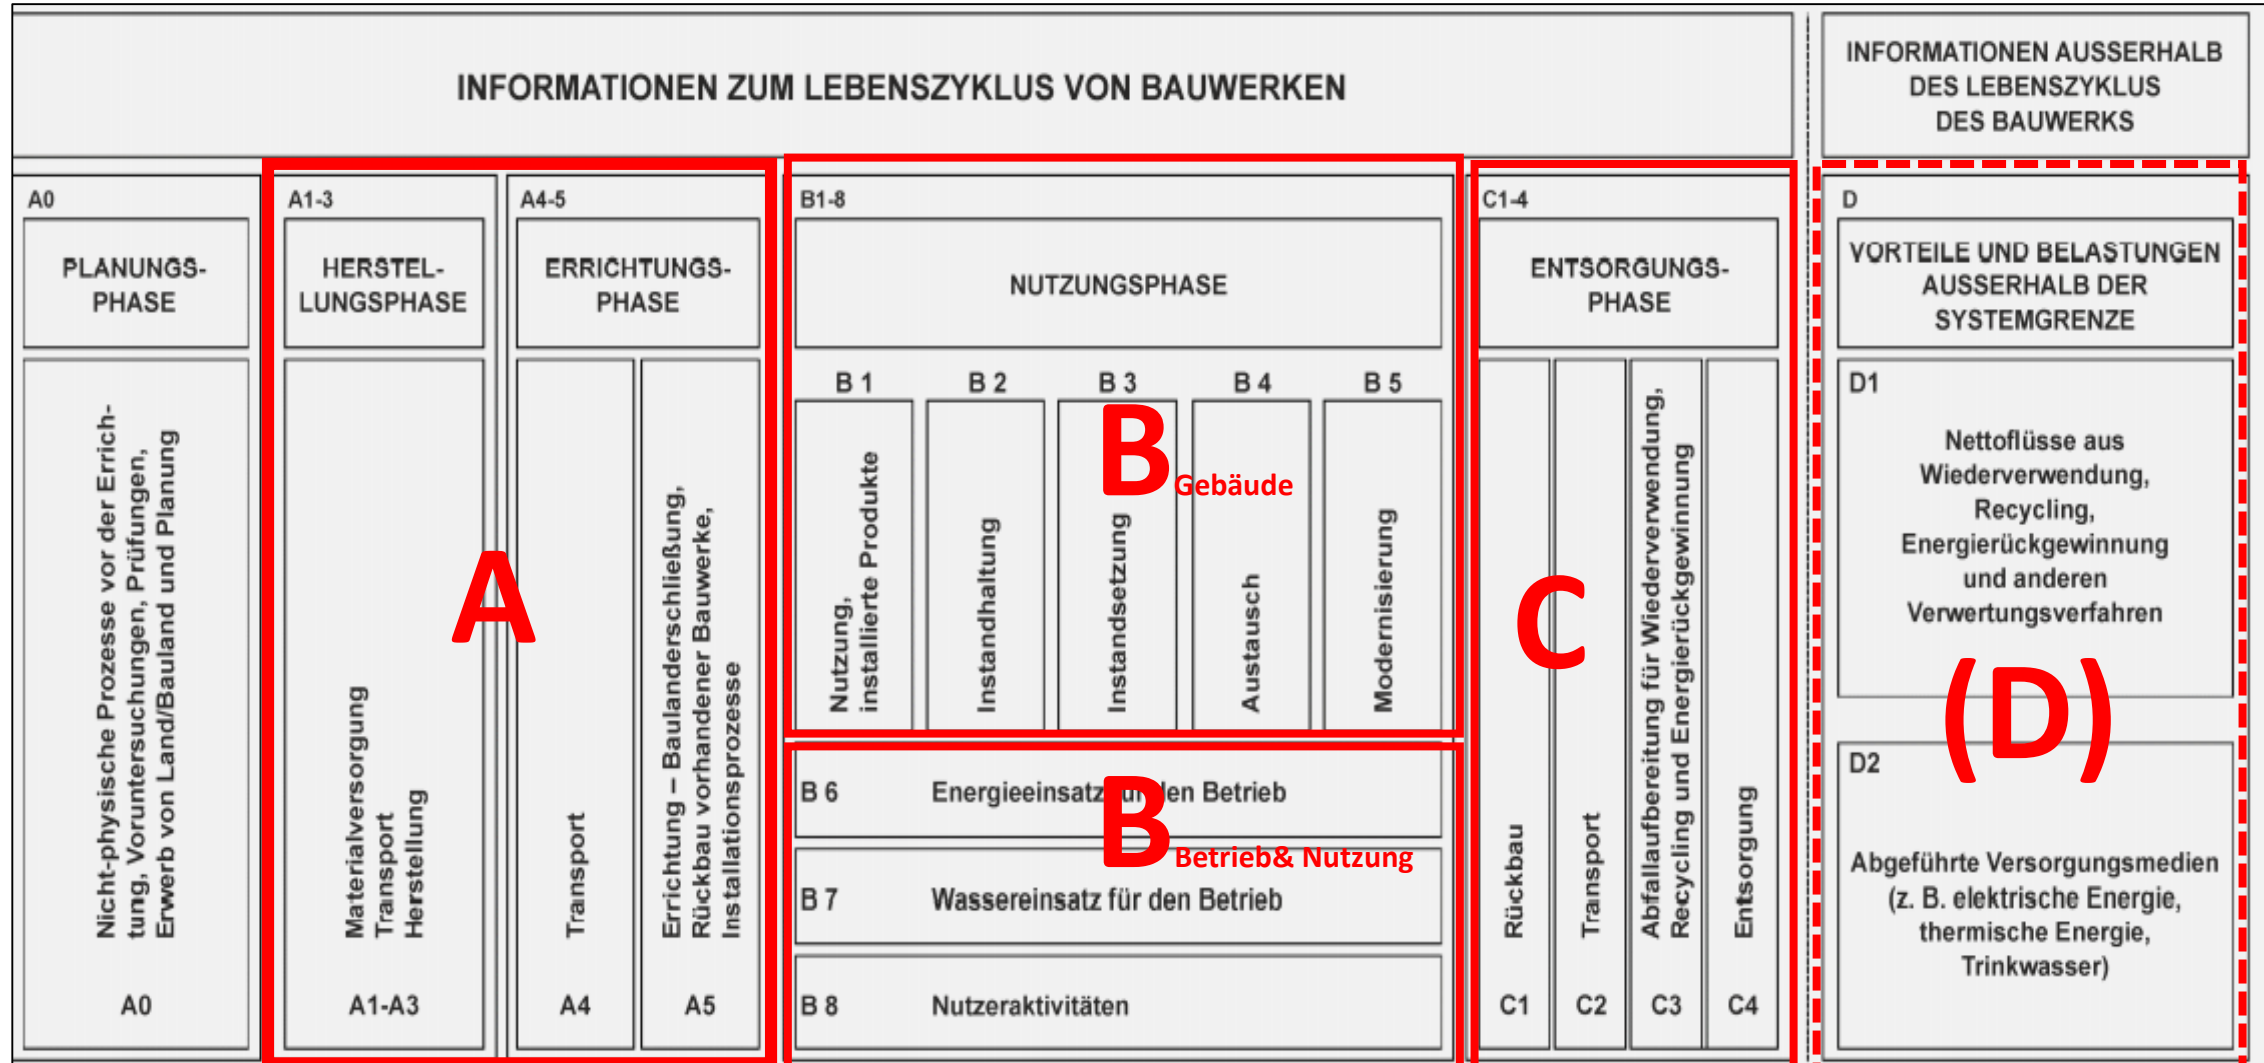 INFORMATIONEN ZUM LEBENSZYKLUS VON BAUWERKEN
INFORMATIONEN AUSSERHALB
DES LEBENSZYKLUS
DES BAUWERKS
A0
PLANUNGS-
PHASE
Nicht-physische Prozesse vor der Errich-
tung, Voruntersuchungen, Prüfungen,
Erwerb von Land/Bauland und Planung
A0
A1-3
HERSTEL-
LUNGSPHASE
Materialversorgung
Transport
Herstellung
A1-A3
A
A4-5
ERRICHTUNGS-
PHASE
Transport
A4
Errichtung – Baulanderschließung,
Rückbau vorhandener Bauwerke,
Installationsprozesse
A5
B1-8
NUTZUNGSPHASE
B 1
Nutzung,
installierte Produkte
B 2
Instandhaltung
B 3
Instandsetzung
B 4
Austausch
B 5
Modernisierung
B Gebäude
B 6
Energieeinsatz für den Betrieb
B Betrieb& Nutzung
B 7
Wassereinsatz für den Betrieb
B 8
Nutzeraktivitäten
C1-4
ENTSORGUNGS-
PHASE
C
Rückbau
C1
Transport
C2
Abfallaufbereitung für Wiederverwendung,
Recycling und Energierückgewinnung
C3
Entsorgung
C4
D
VORTEILE UND BELASTUNGEN
AUSSERHALB DER
SYSTEMGRENZE
D1
Nettoflüsse aus
Wiederverwendung,
Recycling,
Energierückgewinnung
und anderen
Verwertungsverfahren
(D)
D2
Abgeführte Versorgungsmedien
(z. B. elektrische Energie,
thermische Energie,
Trinkwasser)